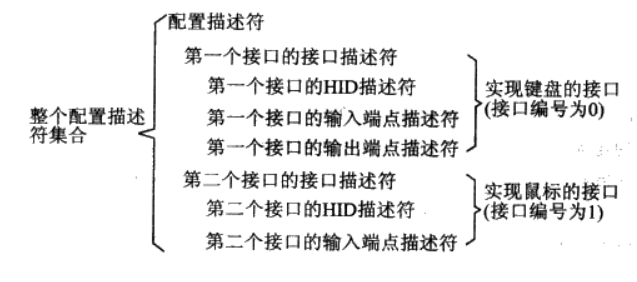 配置描述符
第一个接口的接口描述符
第一个接口的HID描述符
第一个接口的输入端点描述符
第一个接口的输出端点描述符
实现键盘的接口
(接口编号为0)
整个配置描述
符集合
第二个接口的接口描述符
第二个接口的HID描述符
第二个接口的输入端点描述符
实现鼠标的接口
(接口编号为1)